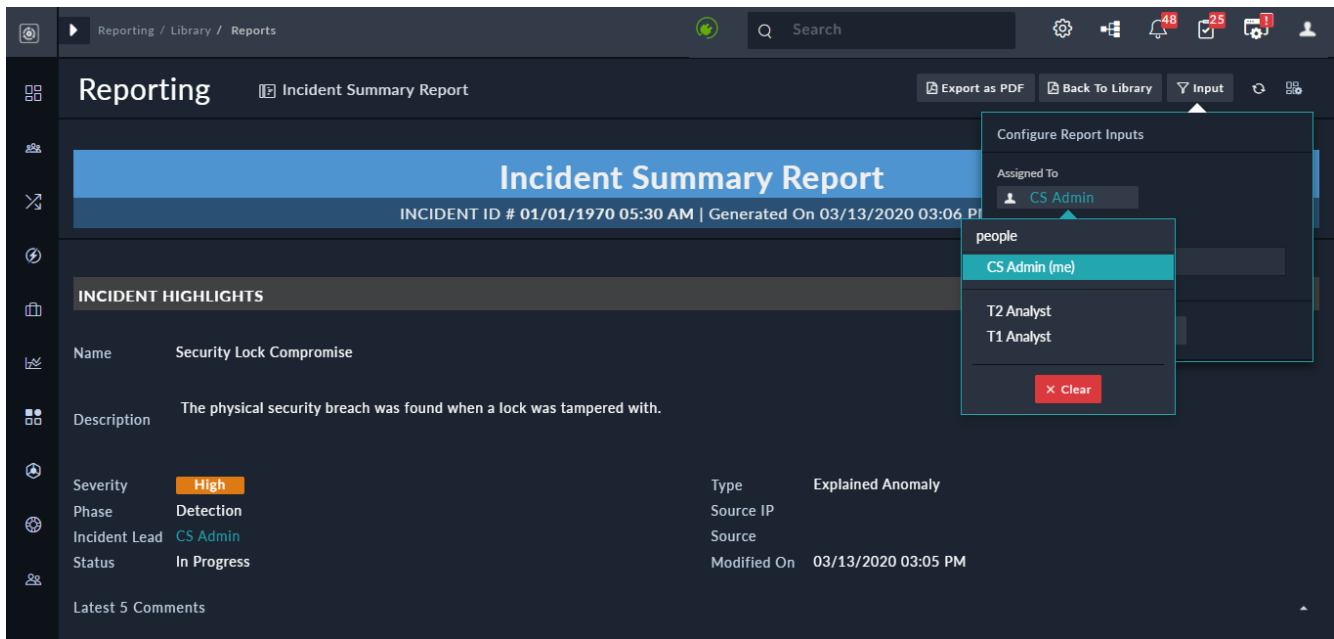 Reporting / Library / Reports
Search
48
25
!
Reporting
Incident Summary Report
Export as PDF
Back To Library
Input
Configure Report Inputs
Assigned To
CS Admin
Incident Summary Report
INCIDENT ID # 01/01/1970 05:30 AM | Generated On 03/13/2020 03:06
people
CS Admin (me)
T2 Analyst
T1 Analyst
× Clear
INCIDENT HIGHLIGHTS
Name Security Lock Compromise
Description The physical security breach was found when a lock was tampered with.
Severity High
Type Explained Anomaly
Phase Detection
Source IP
Incident Lead CS Admin
Source
Status In Progress
Modified On 03/13/2020 03:05 PM
Latest 5 Comments